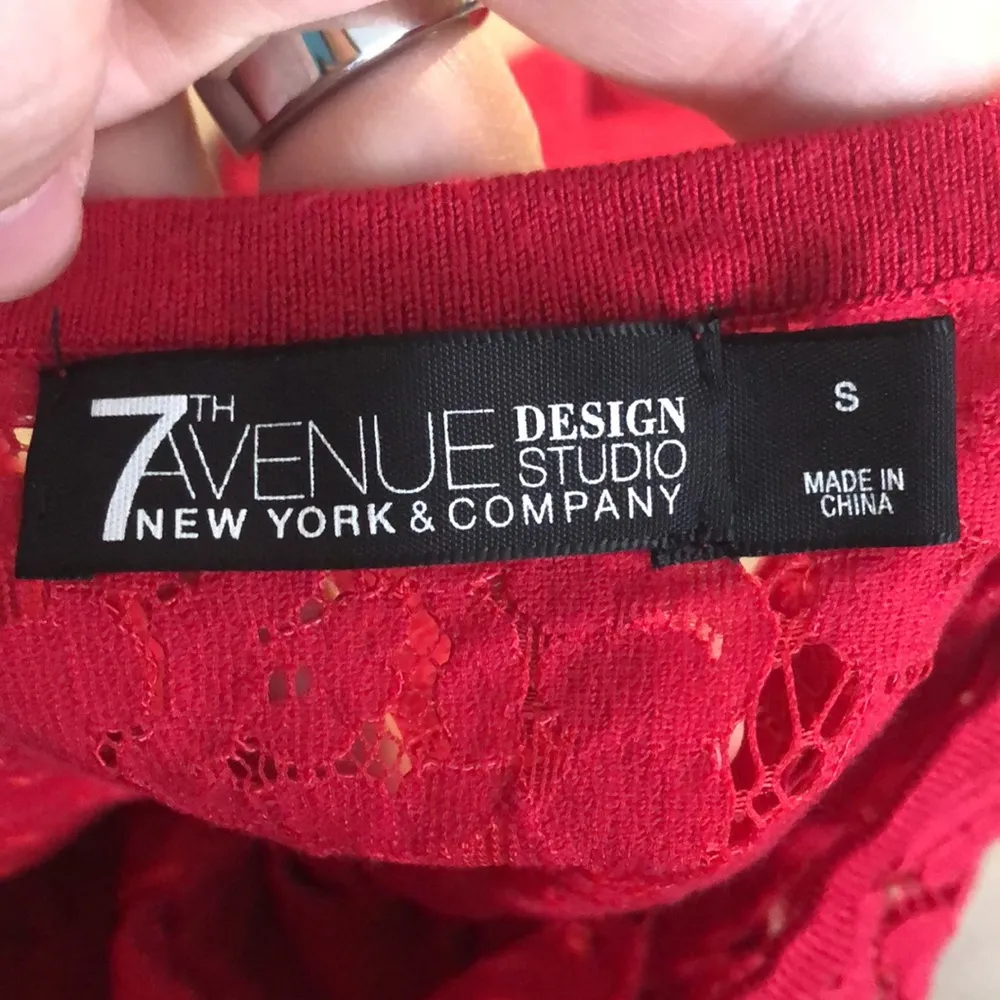 7TH AVENUE DESIGN STUDIO
NEW YORK & COMPANY
S
MADE IN
CHINA